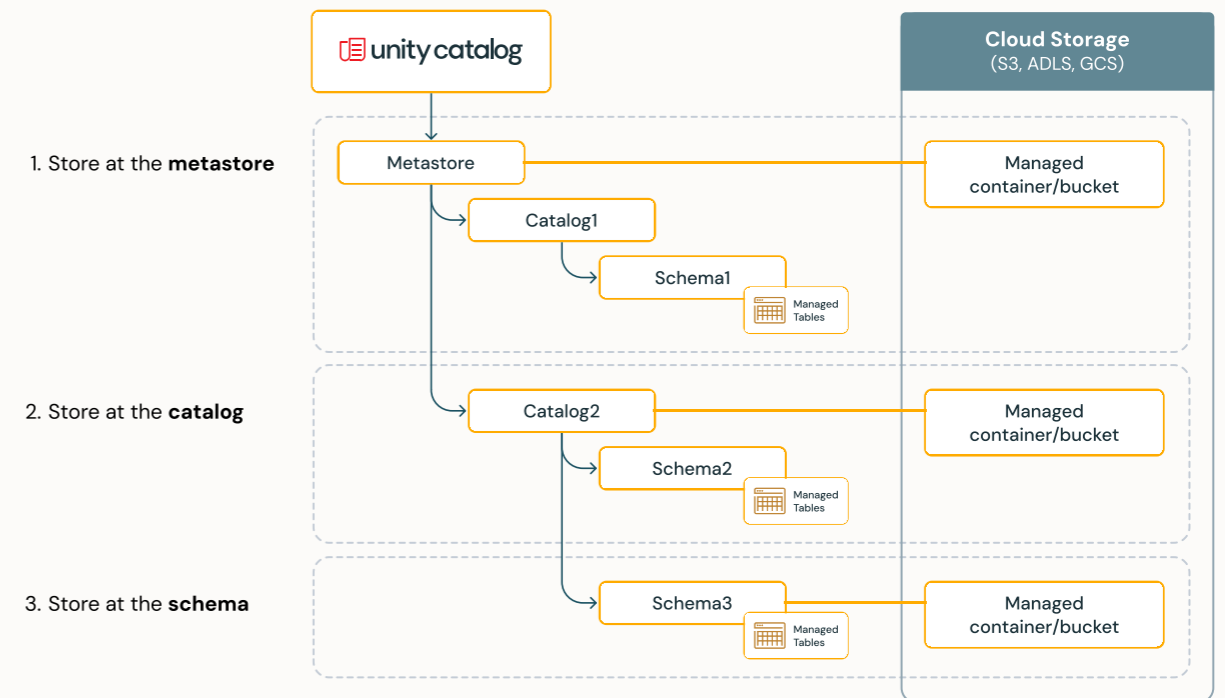 unity catalog
Cloud Storage
(S3, ADLS, GCS)
1. Store at the metastore
Metastore
Managed
container/bucket
Catalog1
Schema1
Managed
Tables
2. Store at the catalog
Catalog2
Managed
container/bucket
Schema2
Managed
Tables
3. Store at the schema
Schema3
Managed
container/bucket
Managed
Tables